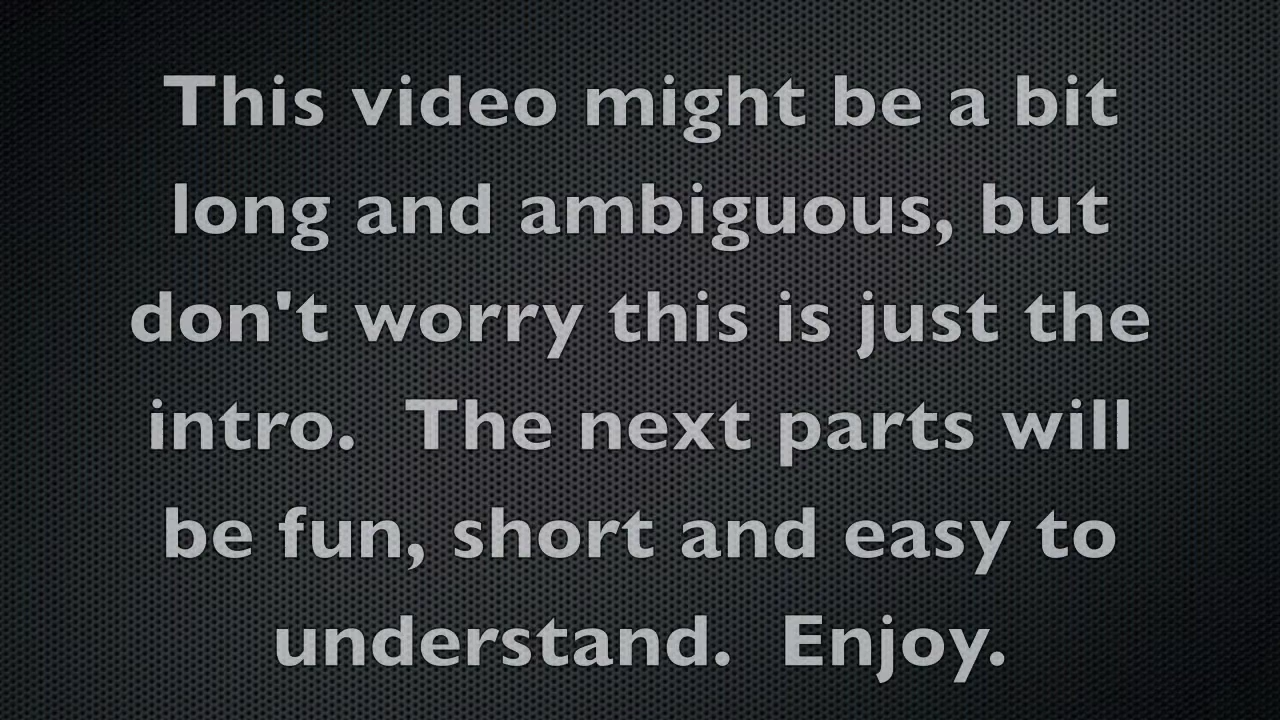 This video might be a bit
long and ambiguous, but
don't worry this is just the
intro.  The next parts will
be fun, short and easy to
understand.  Enjoy.